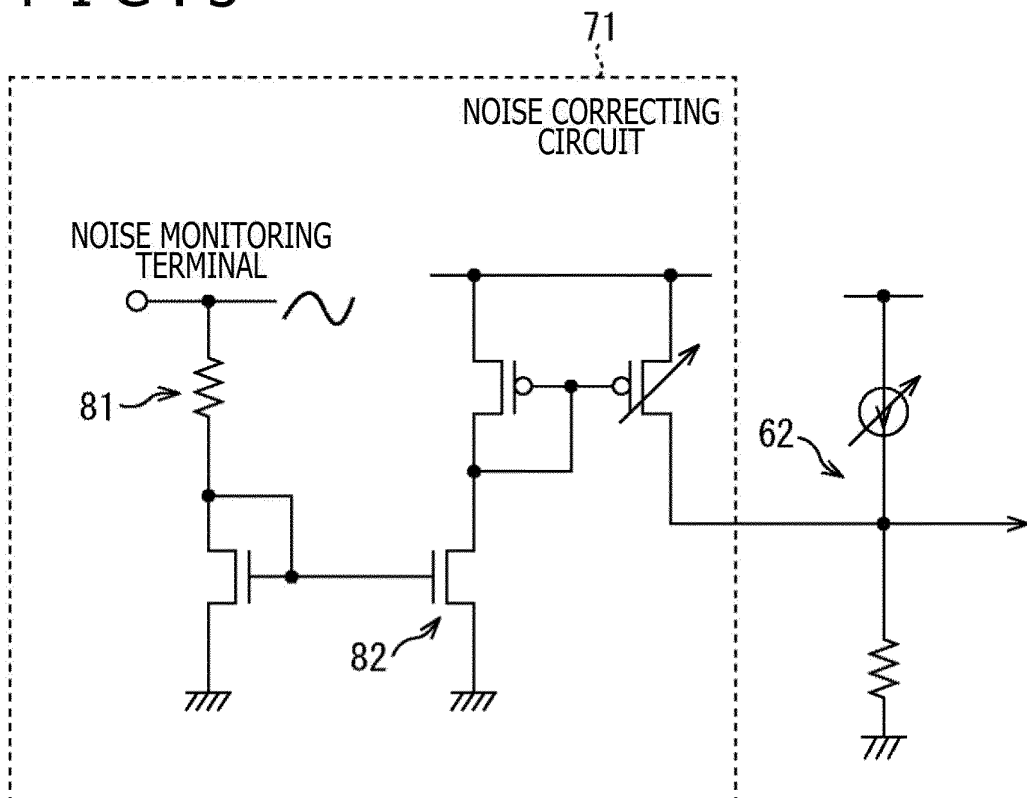 71
NOISE CORRECTING
CIRCUIT
NOISE MONITORING
TERMINAL
81
62
82